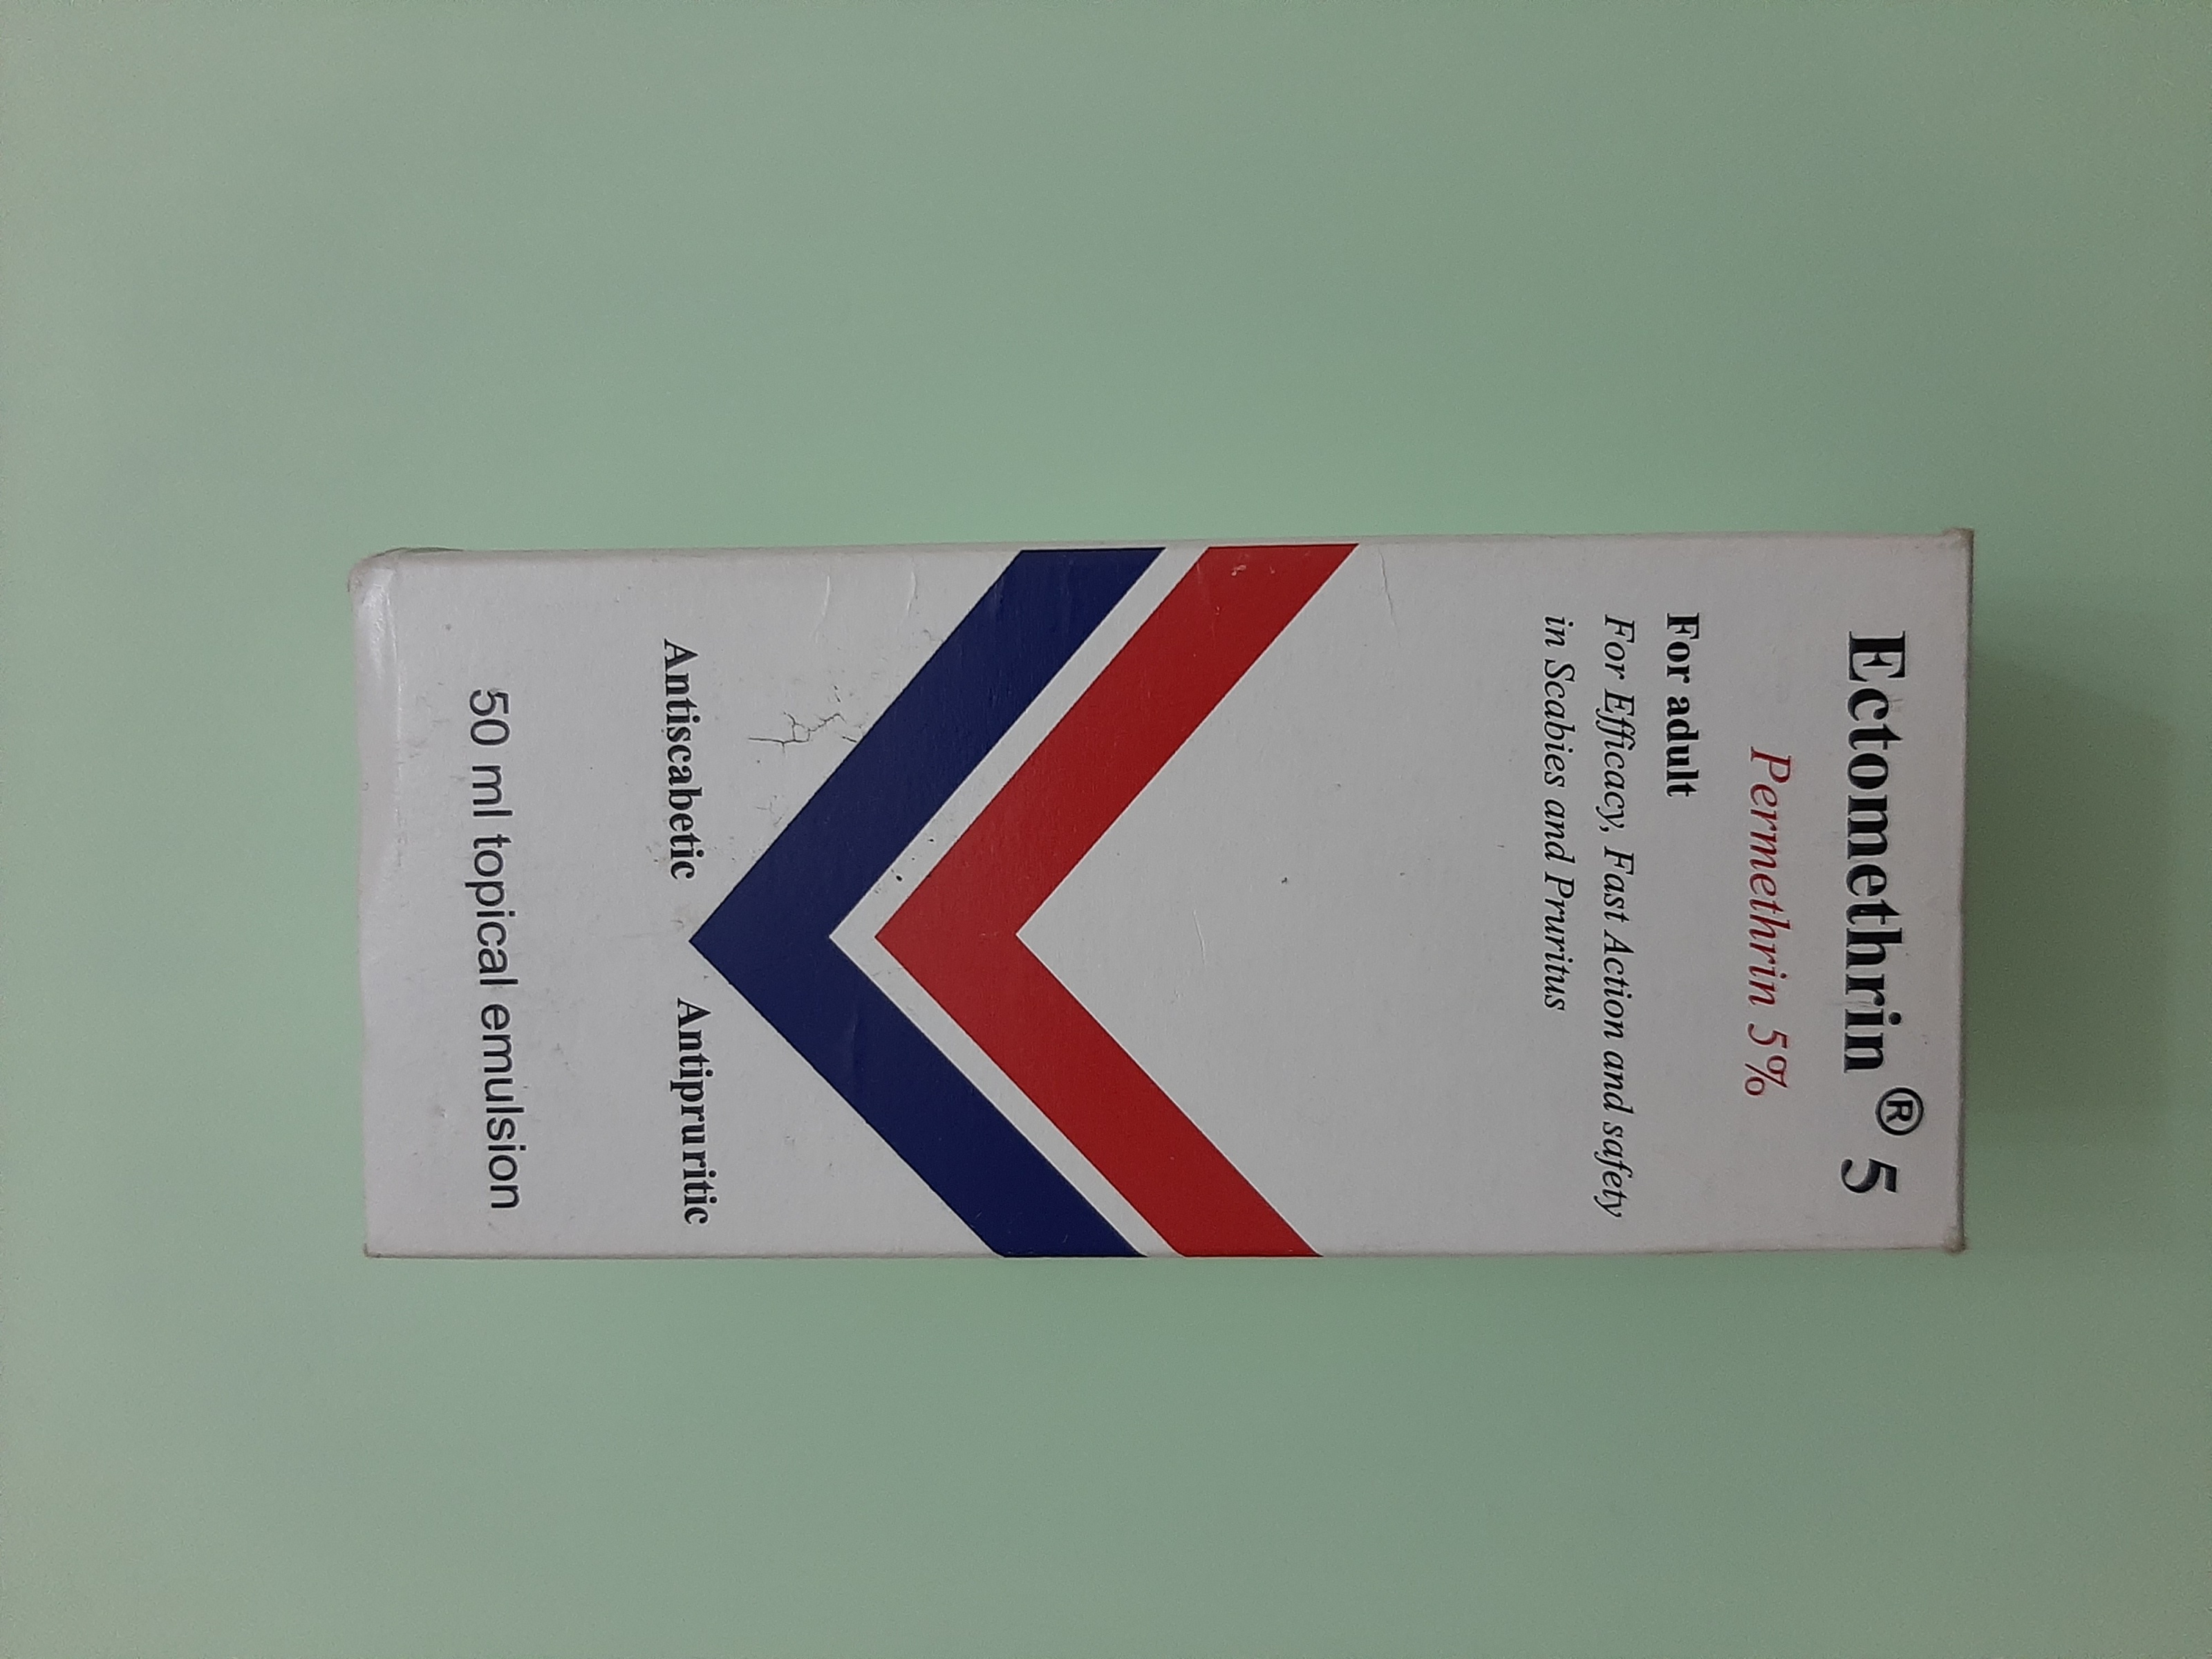 Ectomethrin® 5
Permethrin 5%
For adult
For Efficacy, Fast Action and safety
in Scabies and Pruritus
Antiscabetic Antipruritic
50 ml topical emulsion